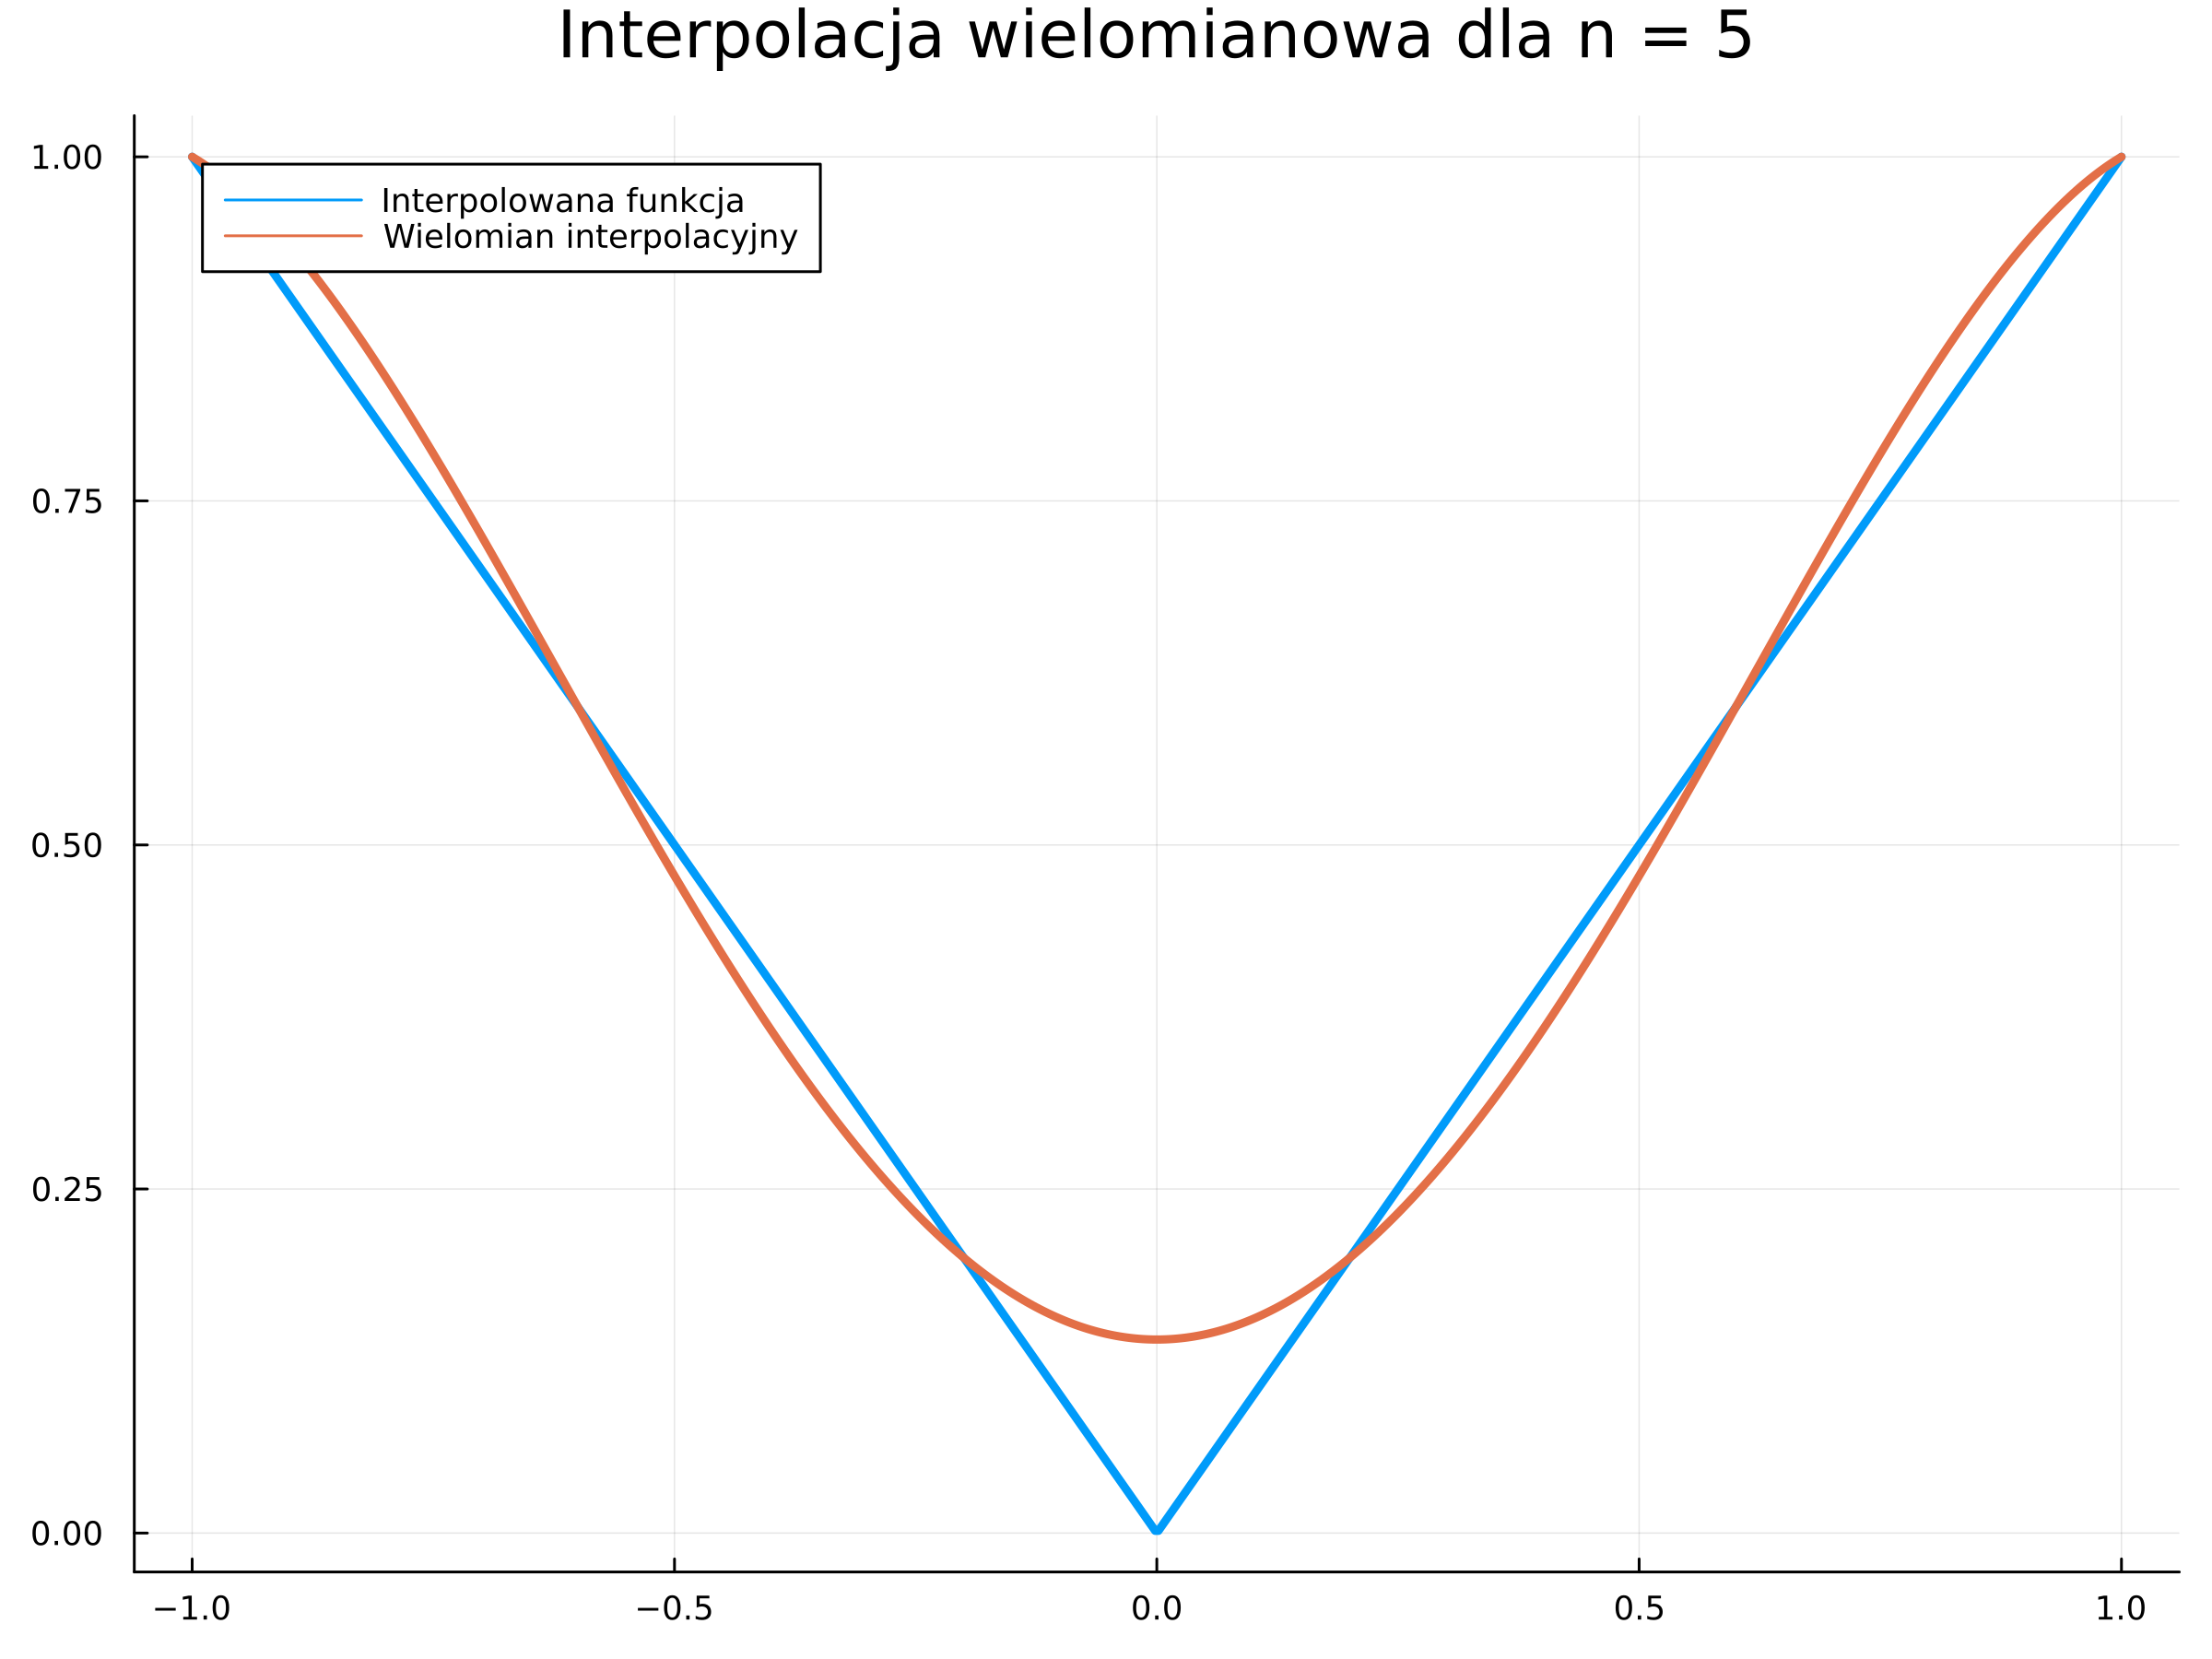 Interpolacja wielomianowa dla n = 5
1.00
Interpolowana funkcja
Wielomian interpolacyjny
0.75
0.50
0.25
0.00
−1.0 −0.5 0.0 0.5 1.0